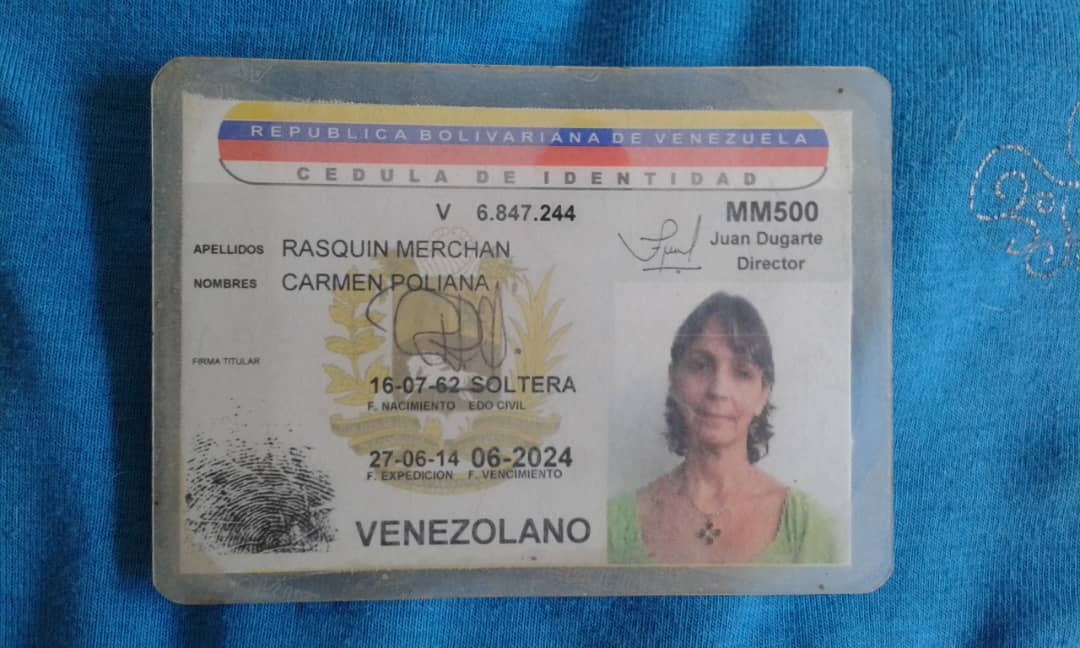 REPUBLICA BOLIVARIANA DE VENEZUELA
CEDULA DE IDENTIDAD
V 6.847.244
MM500
Juan Dugarte
Director
APELLIDOS RASQUIN MERCHAN
NOMBRES CARMEN POLIANA
FIRMA TITULAR
16-07-62 SOLTERA
F. NACIMIENTO EDO CIVIL
27-06-14 06-2024
F. EXPEDICION F. VENCIMIENTO
VENEZOLANO